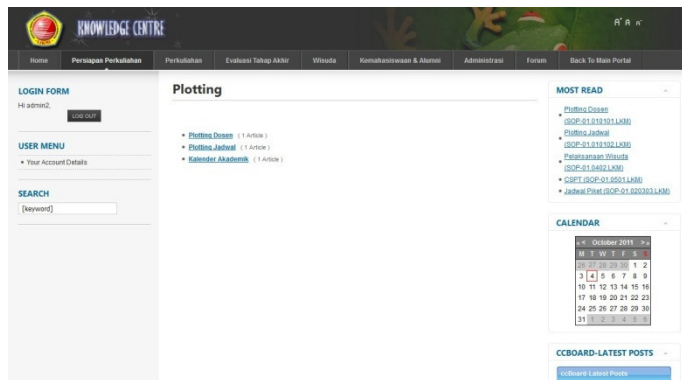 KNOWLEDGE CENTRE
A+ A A-
Home Persiapan Perkuliahan Perkuliahan Evaluasi Tahap Akhir Wisuda Kemahasiswaan & Alumni Administrasi Forum Back To Main Portal
LOGIN FORM
Hi admin2,
LOG OUT
USER MENU
Your Account Details
SEARCH
[keyword]
Plotting
Plotting Dosen ( 1 Article )
Plotting Jadwal ( 1 Article )
Kalender Akademik ( 1 Article )
MOST READ
Plotting Dosen
(SOP-01.010101.LKM)
Plotting Jadwal
(SOP-01.010102.LKM)
Pelaksanaan Wisuda
(SOP-01.0402.LKM)
CSPT (SOP-01.0501.LKM)
Jadwal Piket (SOP-01.020303.LKM)
CALENDAR
« < October 2011 > »
M T W T F S S
26 27 28 29 30 1 2
3 4 5 6 7 8 9
10 11 12 13 14 15 16
17 18 19 20 21 22 23
24 25 26 27 28 29 30
31 1 2 3 4 5 6
CCBOARD-LATEST POSTS
ccBoard-Latest Posts